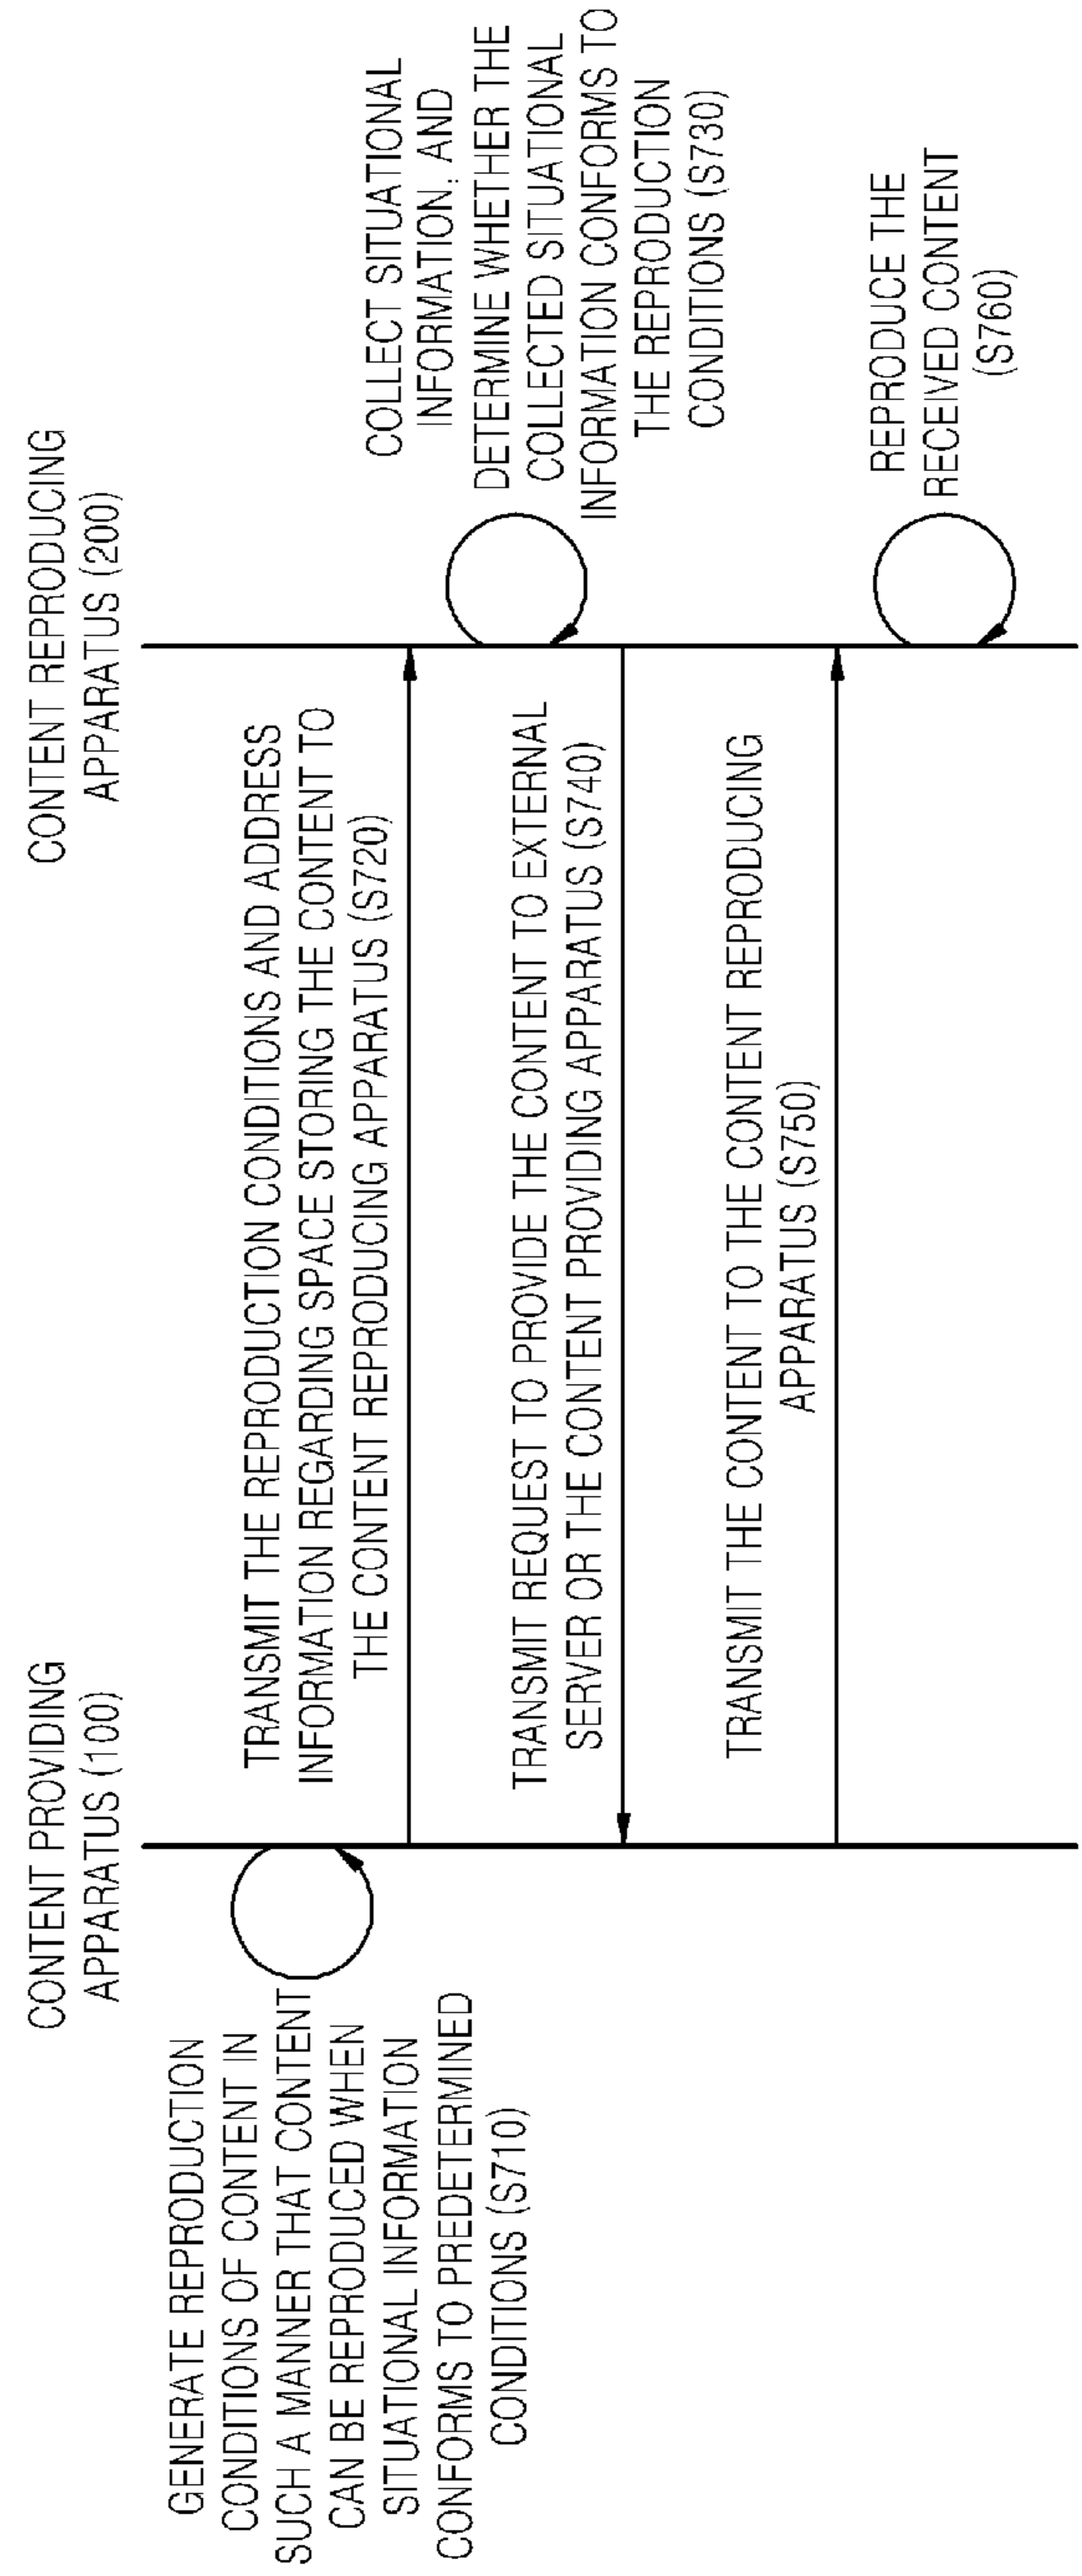 CONTENT PROVIDING
APPARATUS (100)
CONTENT REPRODUCING
APPARATUS (200)
GENERATE REPRODUCTION
CONDITIONS OF CONTENT IN
SUCH A MANNER THAT CONTENT
CAN BE REPRODUCED WHEN
SITUATIONAL INFORMATION
CONFORMS TO PREDETERMINED
CONDITIONS (S710)
TRANSMIT THE REPRODUCTION CONDITIONS AND ADDRESS
INFORMATION REGARDING SPACE STORING THE CONTENT TO
THE CONTENT REPRODUCING APPARATUS (S720)
COLLECT SITUATIONAL
INFORMATION, AND
DETERMINE WHETHER THE
COLLECTED SITUATIONAL
INFORMATION CONFORMS TO
THE REPRODUCTION
CONDITIONS (S730)
TRANSMIT REQUEST TO PROVIDE THE CONTENT TO EXTERNAL
SERVER OR THE CONTENT PROVIDING APPARATUS (S740)
TRANSMIT THE CONTENT TO THE CONTENT REPRODUCING
APPARATUS (S750)
REPRODUCE THE
RECEIVED CONTENT
(S760)